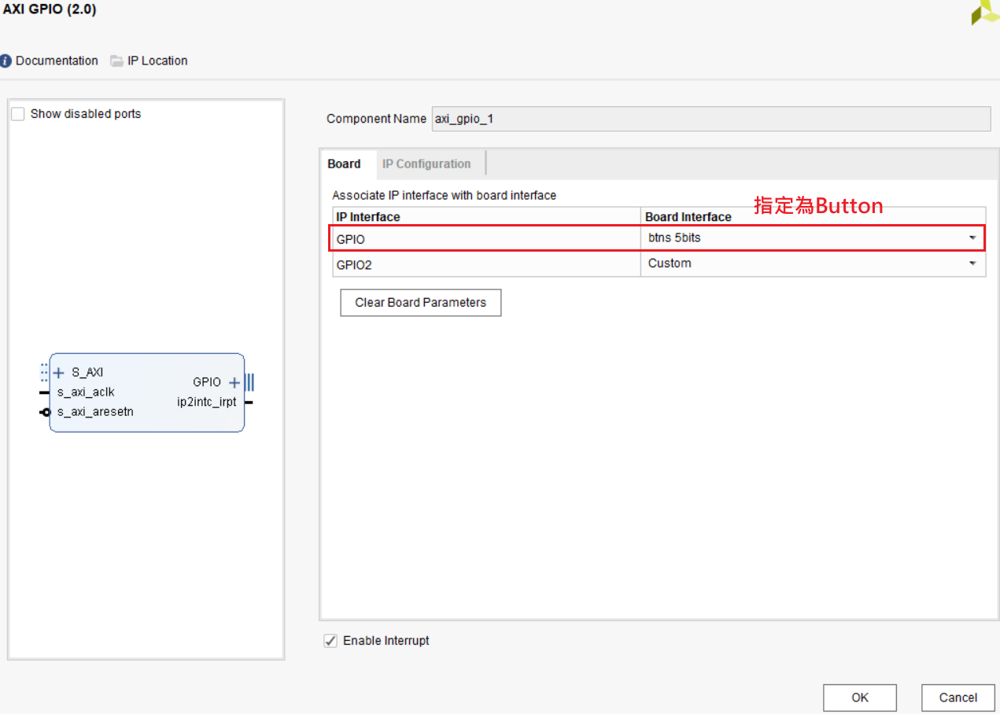 AXI GPIO (2.0)
Documentation
IP Location
Show disabled ports
S_AXI
s_axi_aclk
s_axi_aresetn
GPIO
ip2intc_irpt
Component Name axi_gpio_1
Board IP Configuration
Associate IP interface with board interface
指定為Button
IP Interface Board Interface
GPIO btns 5bits
GPIO2 Custom
Clear Board Parameters
Enable Interrupt
OK Cancel